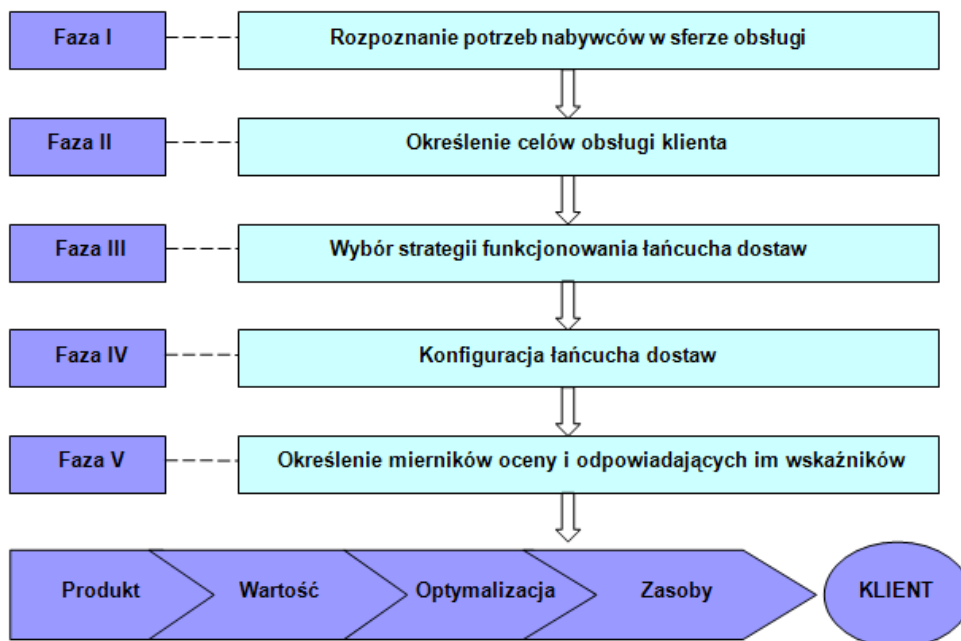 Faza I
Rozpoznanie potrzeb nabywców w sferze obsługi
Faza II
Określenie celów obsługi klienta
Faza III
Wybór strategii funkcjonowania łańcucha dostaw
Faza IV
Konfiguracja łańcucha dostaw
Faza V
Określenie mierników oceny i odpowiadających im wskaźników
Produkt
Wartość
Optymalizacja
Zasoby
KLIENT